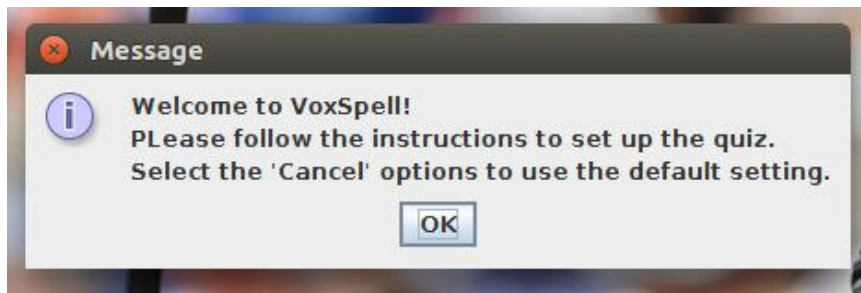 Message
Welcome to VoxSpell!
PLease follow the instructions to set up the quiz.
Select the 'Cancel' options to use the default setting.
OK